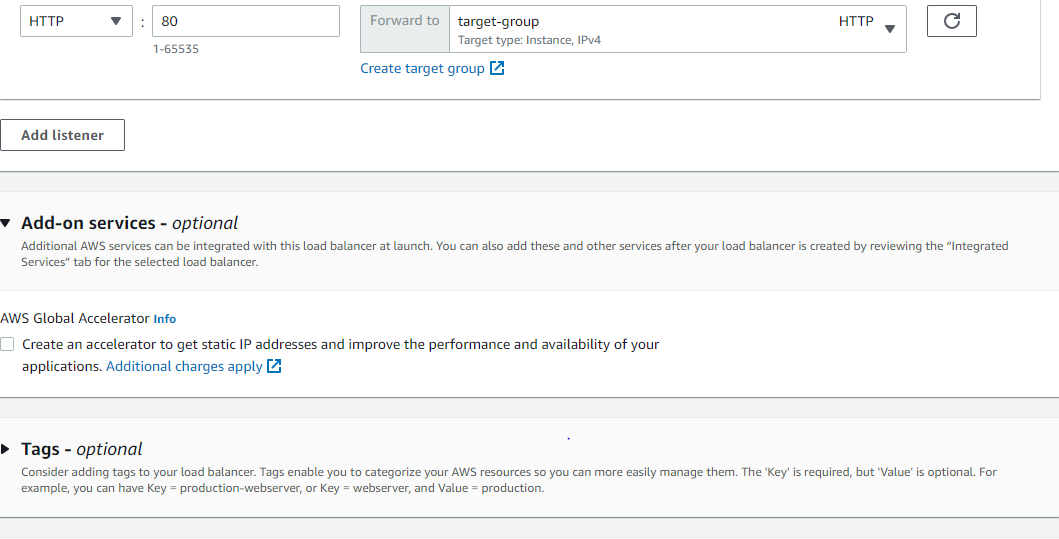 HTTP : 80 Forward to target-group HTTP
Target type: Instance, IPv4
1-65535
Create target group
Add listener
Add-on services - optional
Additional AWS services can be integrated with this load balancer at launch. You can also add these and other services after your load balancer is created by reviewing the “Integrated
Services” tab for the selected load balancer.
AWS Global Accelerator Info
Create an accelerator to get static IP addresses and improve the performance and availability of your
applications. Additional charges apply
Tags - optional
Consider adding tags to your load balancer. Tags enable you to categorize your AWS resources so you can more easily manage them. The 'Key' is required, but 'Value' is optional. For
example, you can have Key = production-webserver, or Key = webserver, and Value = production.